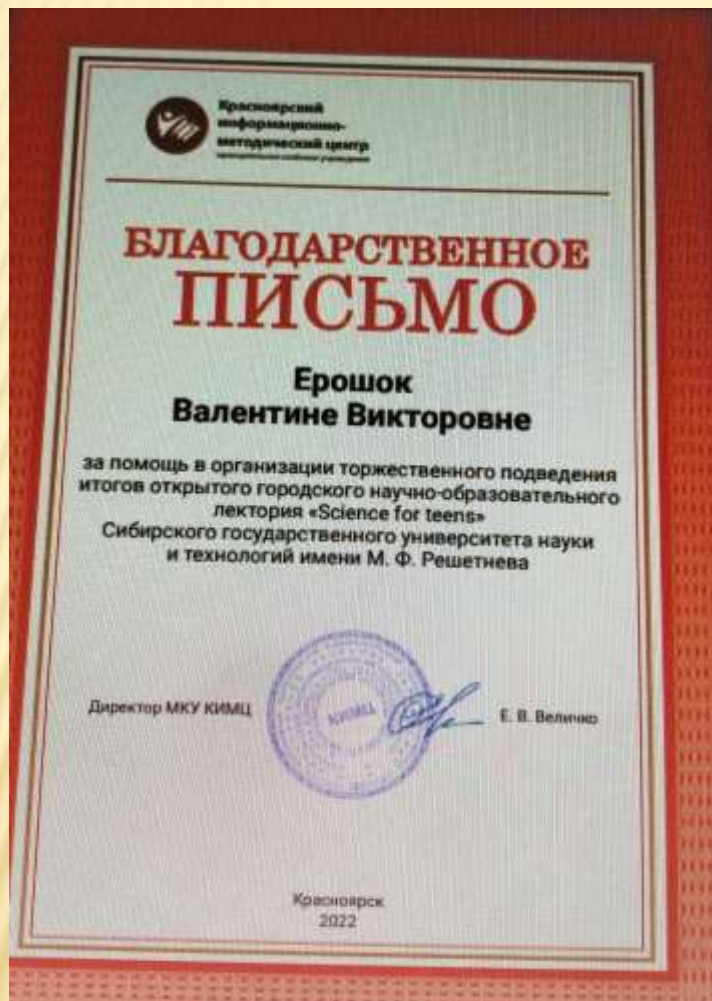 Красноярский
информационно-
методический центр
БЛАГОДАРСТВЕННОЕ
ПИСЬМО
Ерошок
Валентине Викторовне
за помощь в организации торжественного подведения
итогов открытого городского научно-образовательного
лектория «Science for teens»
Сибирского государственного университета науки
и технологий имени М. Ф. Решетнева
Директор МКУ КИМЦ
КИМЦ
Е. В. Величко
Красноярск
2022